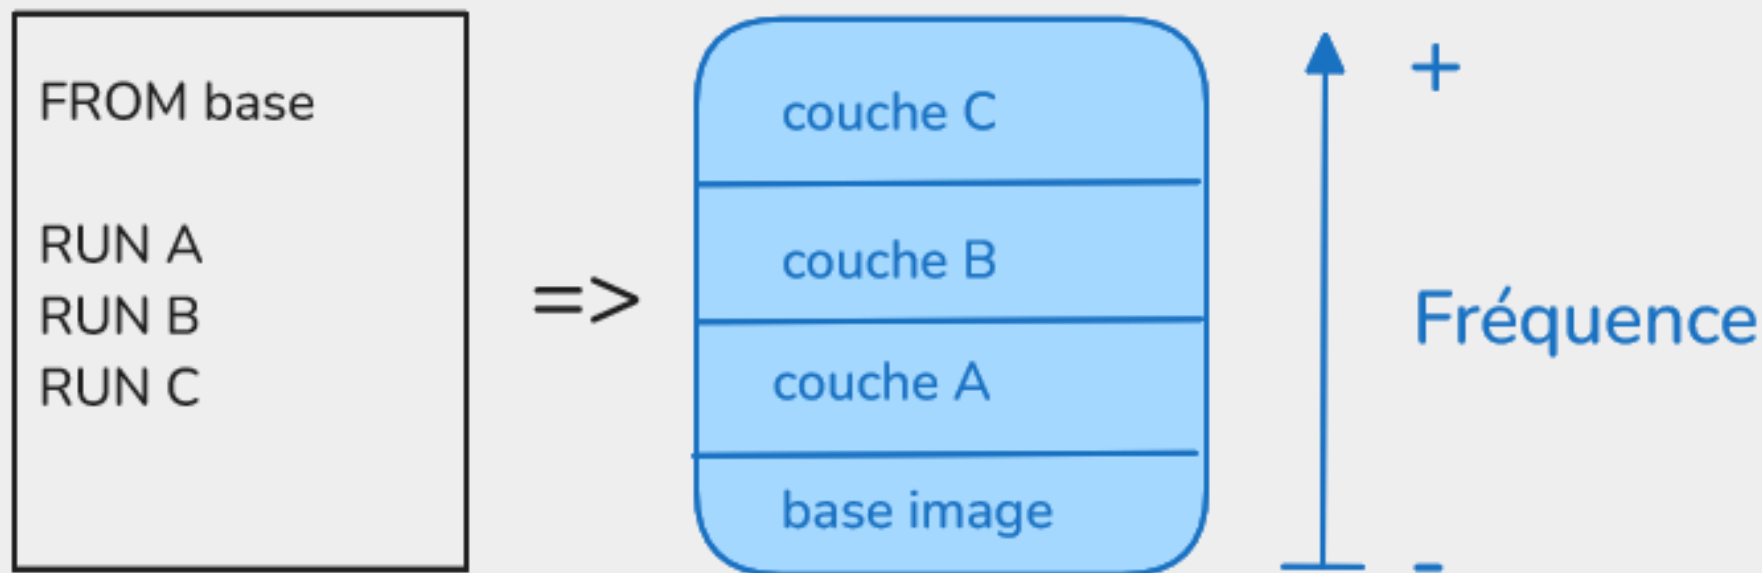 FROM base
RUN A
RUN B
RUN C
=>
couche C
couche B
couche A
base image
+
Fréquence
-